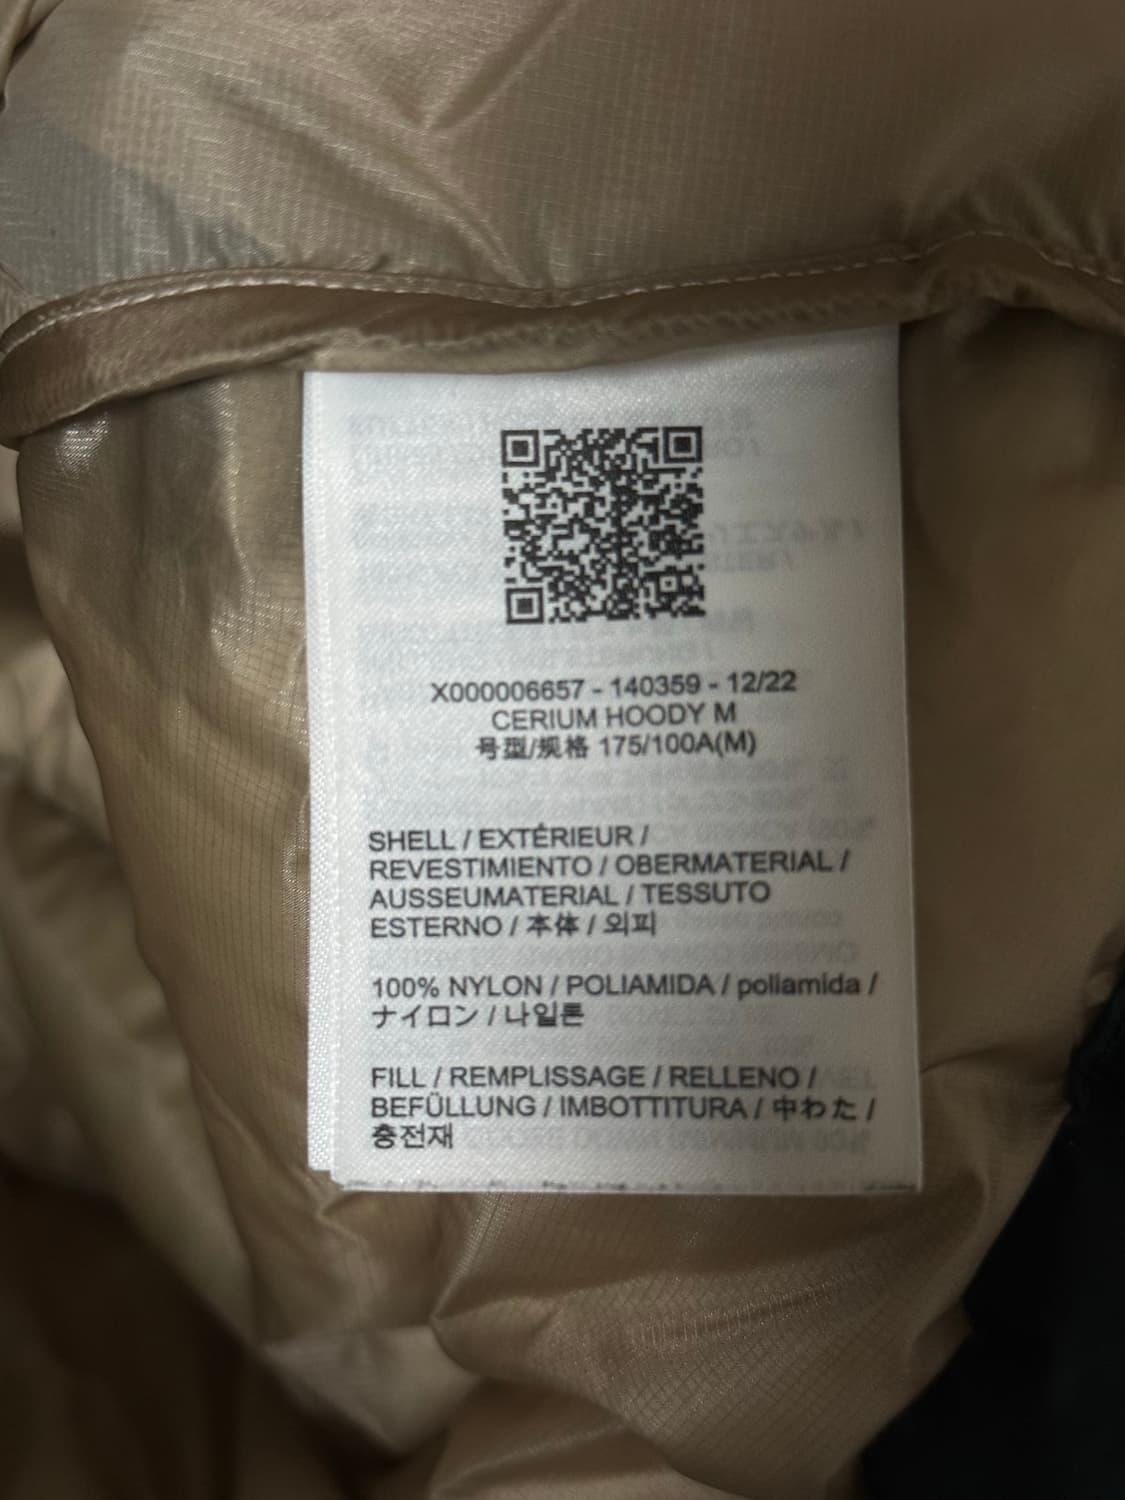 X000006657 - 140359 - 12/22
CERIUM HOODY M
号型/规格 175/100A(M)
SHELL / EXTÉRIEUR /
REVESTIMIENTO / OBERMATERIAL /
AUSSEUMATERIAL / TESSUTO
ESTERNO / 本体 / 외피
100% NYLON / POLIAMIDA / poliamida /
ナイロン / 나일론
FILL / REMPLISSAGE / RELLENO /
BEFÜLLUNG / IMBOTTITURA / 中わた /
충전재